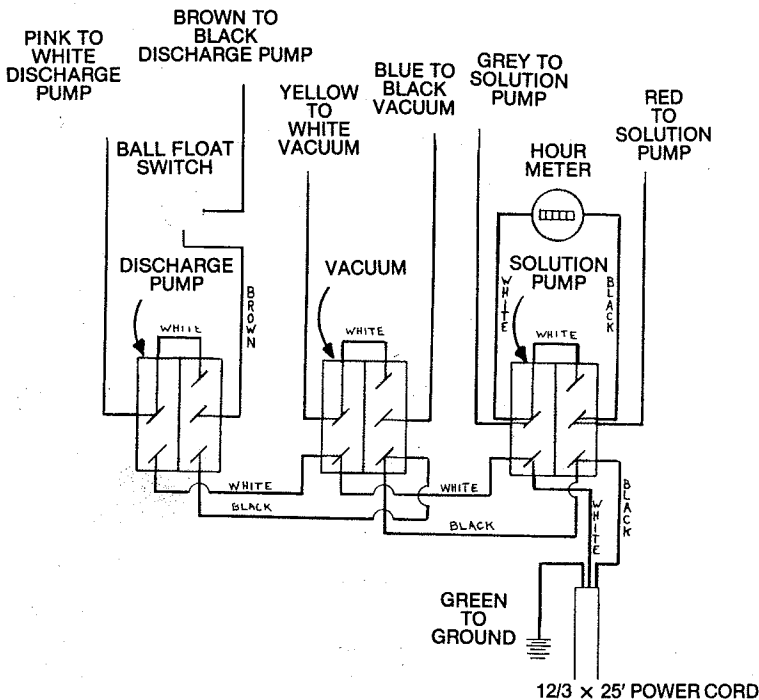 BROWN TO
BLACK
DISCHARGE PUMP
PINK TO
WHITE
DISCHARGE
PUMP
YELLOW
TO
WHITE
VACUUM
BLUE TO
BLACK
VACUUM
GREY TO
SOLUTION
PUMP
RED
TO
SOLUTION
PUMP
BALL FLOAT
SWITCH
HOUR
METER
DISCHARGE
PUMP
BROWN
VACUUM
SOLUTION
PUMP
WHITE
BLACK
WHITE
WHITE
WHITE
WHITE
BLACK
WHITE
BLACK
WHITE
BLACK
GREEN
TO
GROUND
12/3 × 25' POWER CORD